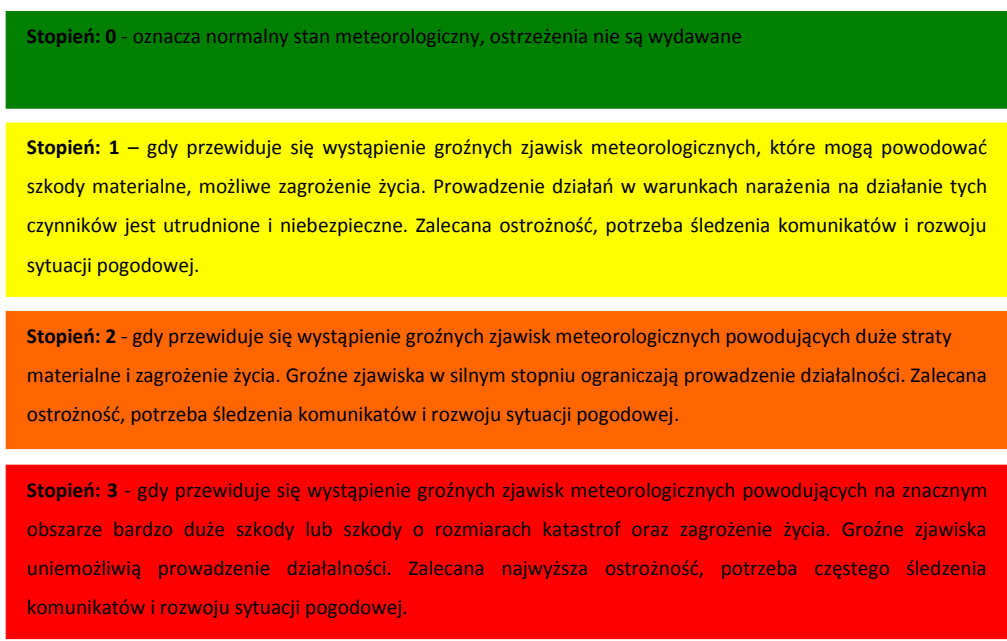 Stopień: 0 - oznacza normalny stan meteorologiczny, ostrzeżenia nie są wydawane
Stopień: 1 – gdy przewiduje się wystąpienie groźnych zjawisk meteorologicznych, które mogą powodować
szkody materialne, możliwe zagrożenie życia. Prowadzenie działań w warunkach narażenia na działanie tych
czynników jest utrudnione i niebezpieczne. Zalecana ostrożność, potrzeba śledzenia komunikatów i rozwoju
sytuacji pogodowej.
Stopień: 2 - gdy przewiduje się wystąpienie groźnych zjawisk meteorologicznych powodujących duże straty
materialne i zagrożenie życia. Groźne zjawiska w silnym stopniu ograniczają prowadzenie działalności. Zalecana
ostrożność, potrzeba śledzenia komunikatów i rozwoju sytuacji pogodowej.
Stopień: 3 - gdy przewiduje się wystąpienie groźnych zjawisk meteorologicznych powodujących na znacznym
obszarze bardzo duże szkody lub szkody o rozmiarach katastrof oraz zagrożenie życia. Groźne zjawiska
uniemożliwią prowadzenie działalności. Zalecana najwyższa ostrożność, potrzeba częstego śledzenia
komunikatów i rozwoju sytuacji pogodowej.